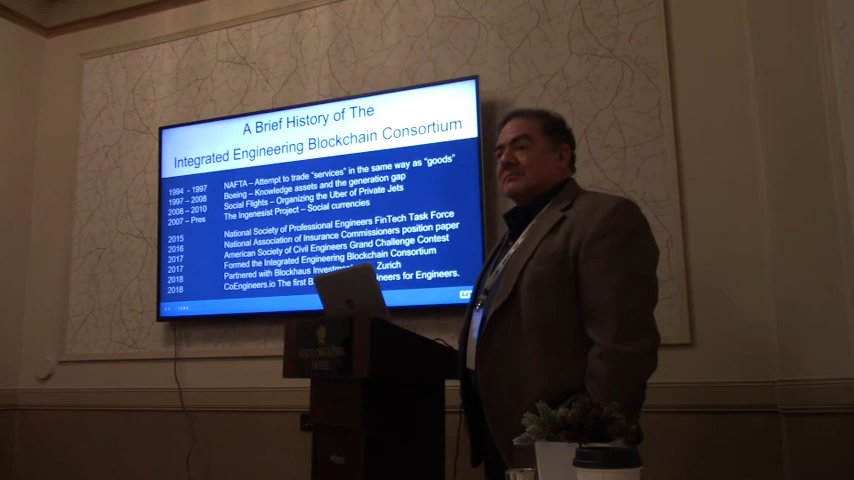 A Brief History of The
Integrated Engineering Blockchain Consortium
1994 - 1997 NAFTA – Attempt to trade "services" in the same way as "goods"
1997 – 2008 Boeing – Knowledge assets and the generation gap
2008 – 2010 Social Flights – Organizing the Uber of Private Jets
2007 – Pres The Ingenesist Project – Social currencies
2015 National Society of Professional Engineers FinTech Task Force
2016 National Association of Insurance Commissioners position paper
2017 American Society of Civil Engineers Grand Challenge Contest
2017 Formed the Integrated Engineering Blockchain Consortium
2018 Partnered with Blockhaus Zurich
2018 CoEngineers.io The first for Engineers.
HOTEL